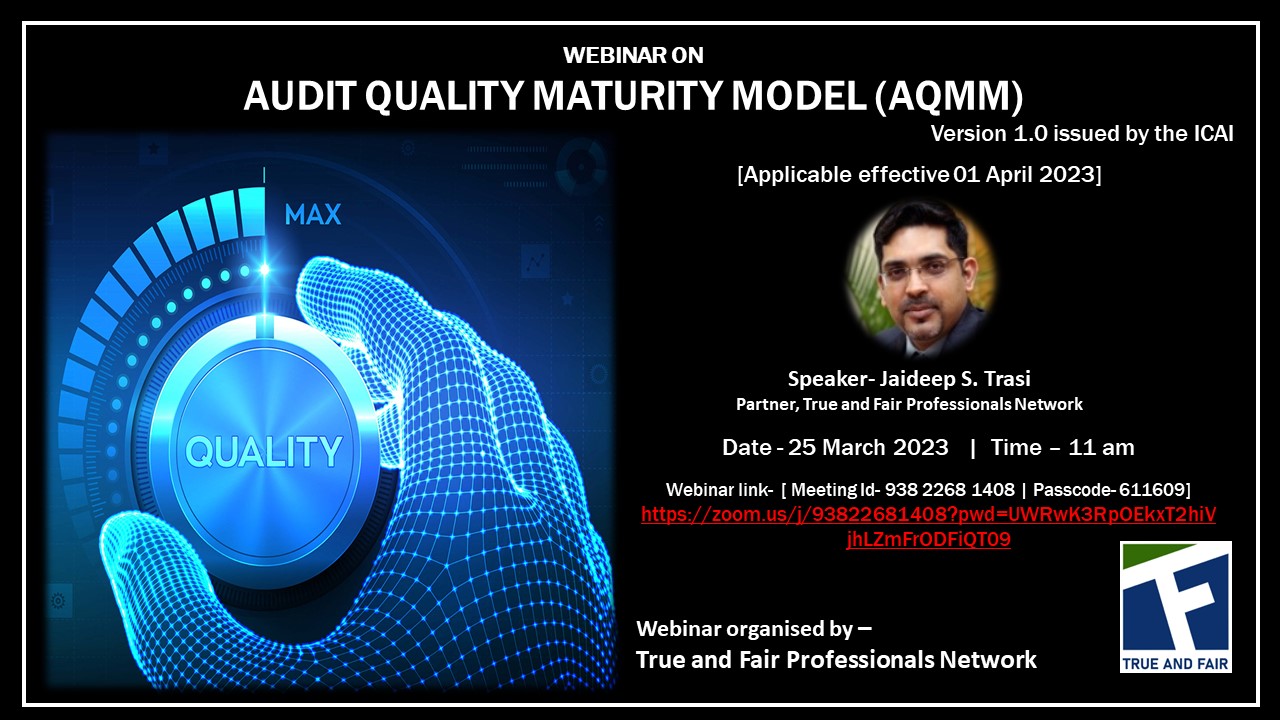 WEBINAR ON
AUDIT QUALITY MATURITY MODEL (AQMM)
Version 1.0 issued by the ICAI
[Applicable effective 01 April 2023]
MAX
QUALITY
Speaker- Jaideep S. Trasi
Partner, True and Fair Professionals Network
Date - 25 March 2023 | Time – 11 am
Webinar link- [ Meeting Id- 938 2268 1408 | Passcode- 611609]
https://zoom.us/j/93822681408?pwd=UWRwK3RpOEkxT2hiV
jhLZmFrODFiQT09
Webinar organised by –
True and Fair Professionals Network
TF
TRUE AND FAIR